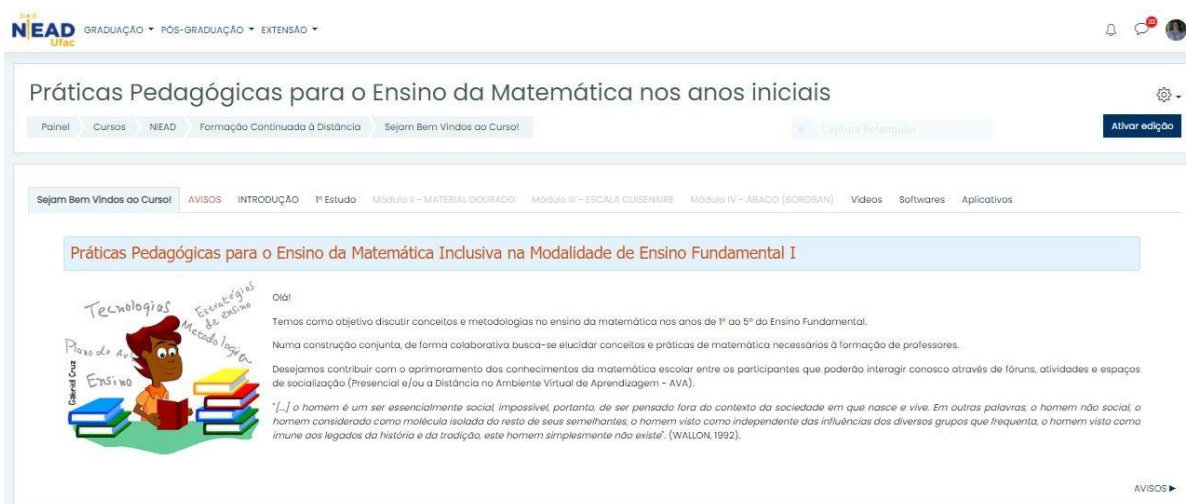 NIEAD
Ufac
GRADUAÇÃO PÓS-GRADUAÇÃO EXTENSÃO
Práticas Pedagógicas para o Ensino da Matemática nos anos iniciais
Painel Cursos NIEAD Formação Continuada à Distância Sejam Bem Vindos ao Curso!
Captura Retangular
Ativar edição
Sejam Bem Vindos ao Curso! AVISOS INTRODUÇÃO 1º Estudo Módulo II - MATERIAL DOURADO Módulo III - ESCALA CUISENAIRE Módulo IV - ÁBACO (SOROBAN) Vídeos Softwares Aplicativos
Práticas Pedagógicas para o Ensino da Matemática Inclusiva na Modalidade de Ensino Fundamental I
Tecnologias
Estratégias de ensino
Metodologia
Plano de
Ensino
Gabriel Cruz
Olá!
Temos como objetivo discutir conceitos e metodologias no ensino da matemática nos anos de 1º ao 5º do Ensino Fundamental.
Numa construção conjunta, de forma colaborativa busca-se elucidar conceitos e práticas de matemática necessários à formação de professores.
Desejamos contribuir com o aprimoramento dos conhecimentos da matemática escolar entre os participantes que poderão interagir conosco através de fóruns, atividades e espaços
de socialização (Presencial e/ou a Distância no Ambiente Virtual de Aprendizagem - AVA).
"[...] o homem é um ser essencialmente social, impossível, portanto, de ser pensado fora do contexto da sociedade em que nasce e vive. Em outras palavras, o homem não social, o
homem considerado como molécula isolada do resto de seus semelhantes, o homem visto como independente das influências dos diversos grupos que frequenta, o homem visto como
imune aos legados da história e da tradição, este homem simplesmente não existe". (WALLON, 1992).
AVISOS